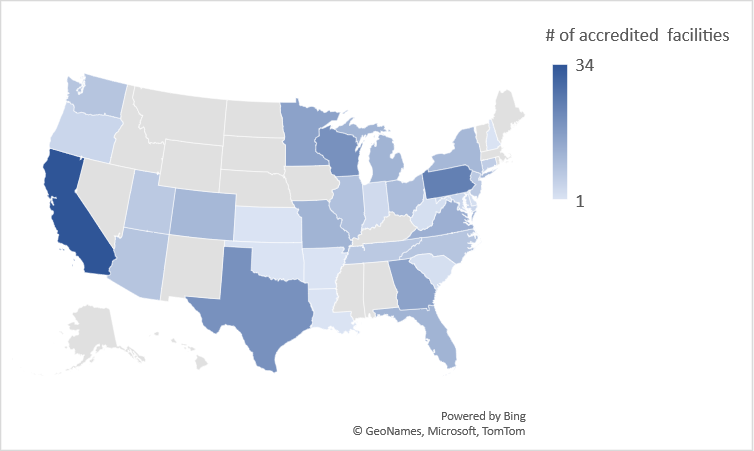 # of accredited  facilities
34
1
Powered by Bing
© GeoNames, Microsoft, TomTom